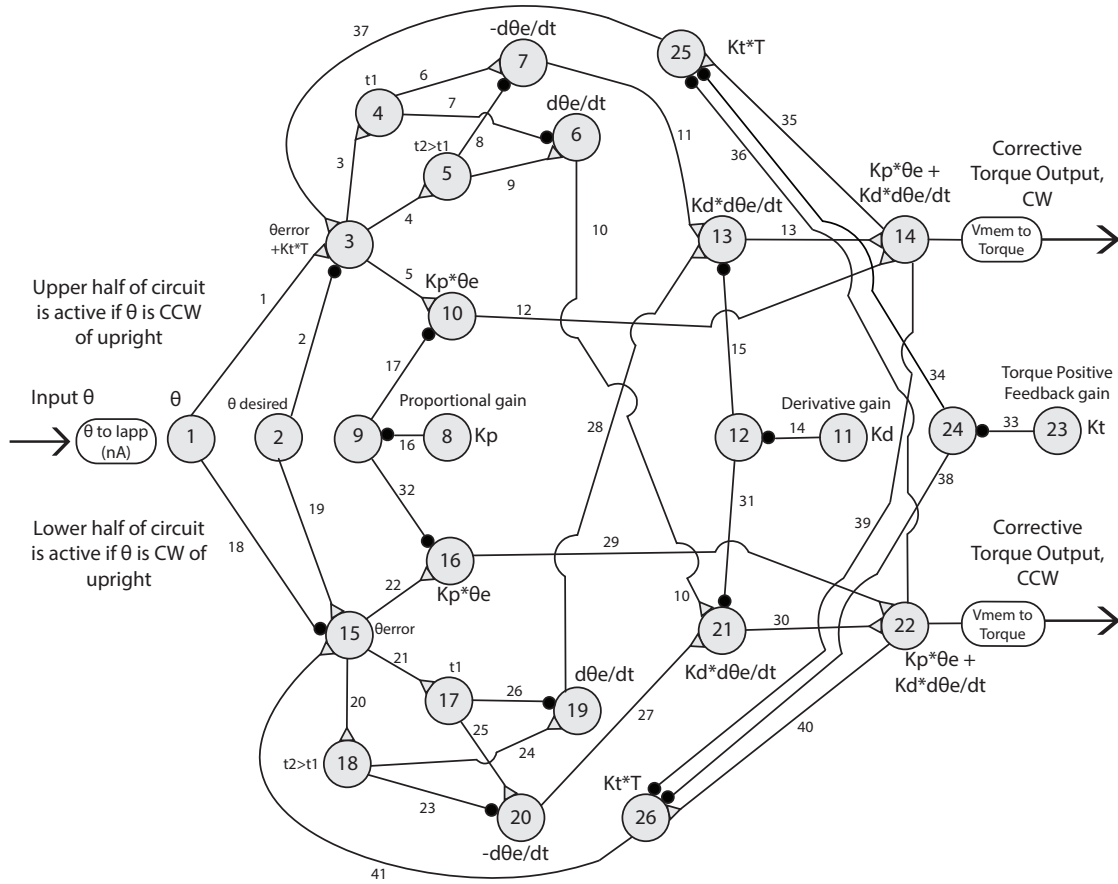 37
-dθe/dt
7
25
Kt*T
t1
6
4
7
dθe/dt
6
35
11
36
3
8
t2>t1
5
9
Kp*θe +
Kd*dθe/dt
Corrective
Torque Output,
CW
4
θerror
+Kt*T
3
10
Kd*dθe/dt
13
13
14
Vmem to
Torque
Upper half of circuit
is active if θ is CCW
of upright
1
5
Kp*θe
10
12
2
15
17
34
Torque Positive
Feedback gain
Input θ
θ
θ desired
Proportional gain
28
Derivative gain
θ to Iapp
(nA)
1
2
9
16
8
Kp
12
14
11
Kd
24
33
23
Kt
38
32
31
19
39
Lower half of circuit
is active if θ is CW of
upright
18
29
Corrective
Torque Output,
CCW
16
22
Kp*θe
10
15
θerror
21
30
22
Vmem to
Torque
21
t1
Kd*dθe/dt
Kp*θe +
Kd*dθe/dt
dθe/dt
20
17
26
19
27
25
40
t2>t1
18
24
Kt*T
23
20
26
-dθe/dt
41